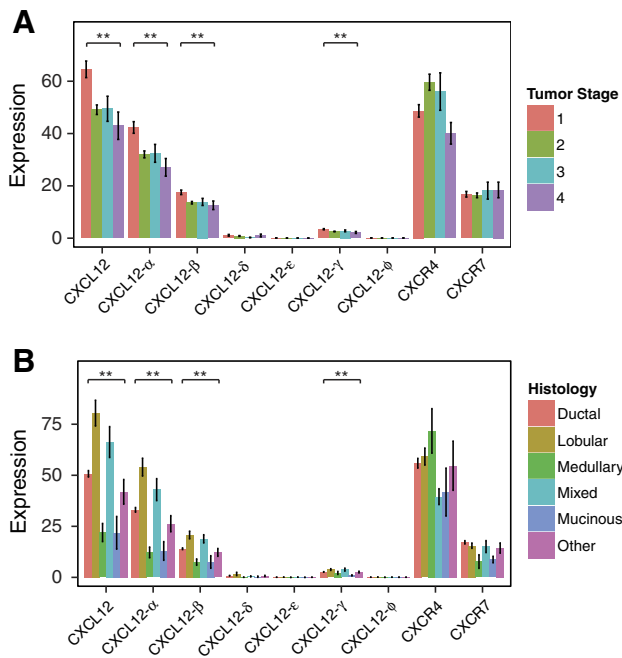 A
** ** ** **
Expression
60
40
20
0
CXCL12
CXCL12-α
CXCL12-β
CXCL12-δ
CXCL12-ε
CXCL12-γ
CXCL12-ϕ
CXCR4
CXCR7
Tumor Stage
1
2
3
4
B
** ** ** **
Expression
75
50
25
0
CXCL12
CXCL12-α
CXCL12-β
CXCL12-δ
CXCL12-ε
CXCL12-γ
CXCL12-ϕ
CXCR4
CXCR7
Histology
Ductal
Lobular
Medullary
Mixed
Mucinous
Other